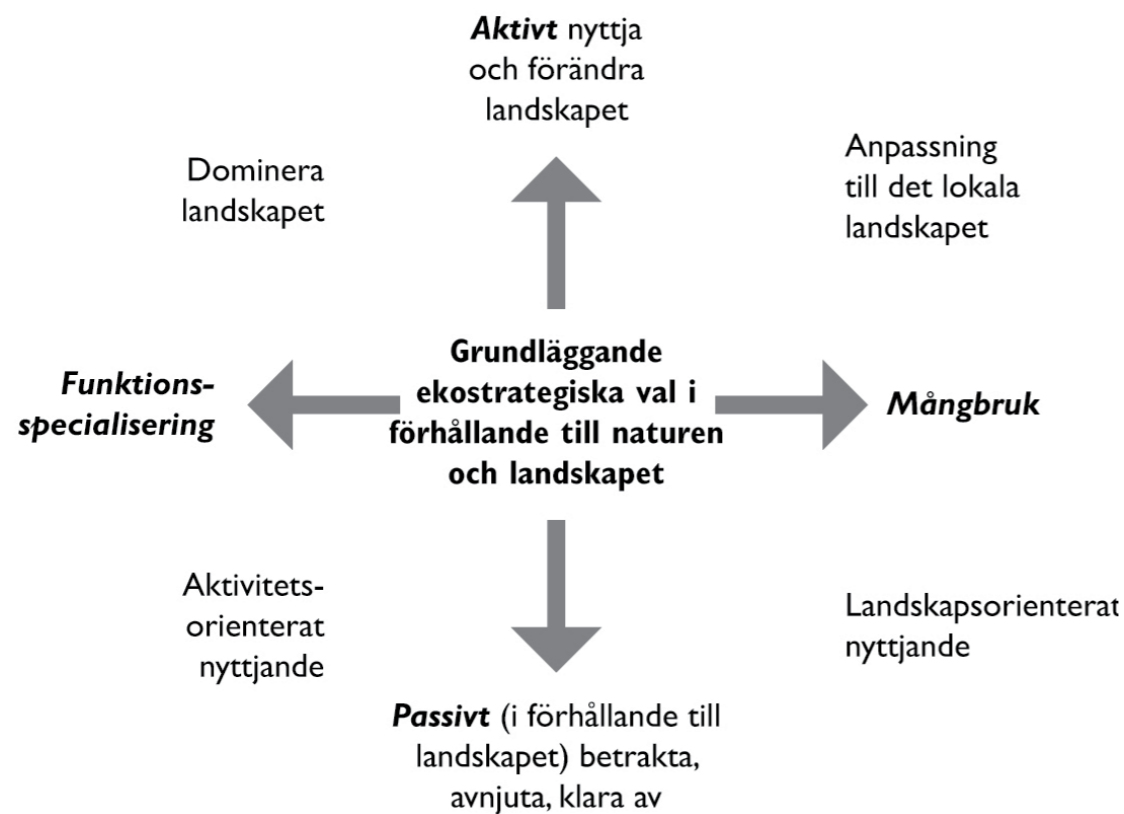 Aktivt nyttja
och förändra
landskapet
Dominera
landskapet
Anpassning
till det lokala
landskapet
Funktions-
specialisering
Grundläggande
ekostrategiska val i
förhållande till naturen
och landskapet
Mångbruk
Aktivitets-
orienterat
nyttjande
Landskapsorienterat
nyttjande
Passivt (i förhållande till
landskapet) betrakta,
avnjuta, klara av